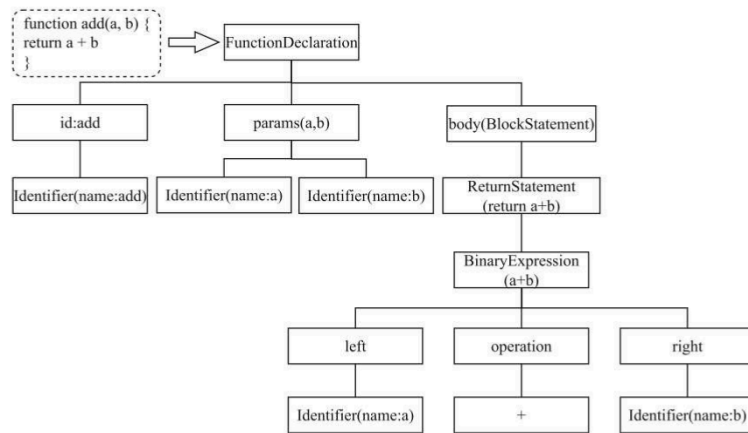 function add(a, b) {
return a + b
}
FunctionDeclaration
id:add
params(a,b)
body(BlockStatement)
Identifier(name:add)
Identifier(name:a)
Identifier(name:b)
ReturnStatement
(return a+b)
BinaryExpression
(a+b)
left
operation
right
Identifier(name:a)
+
Identifier(name:b)